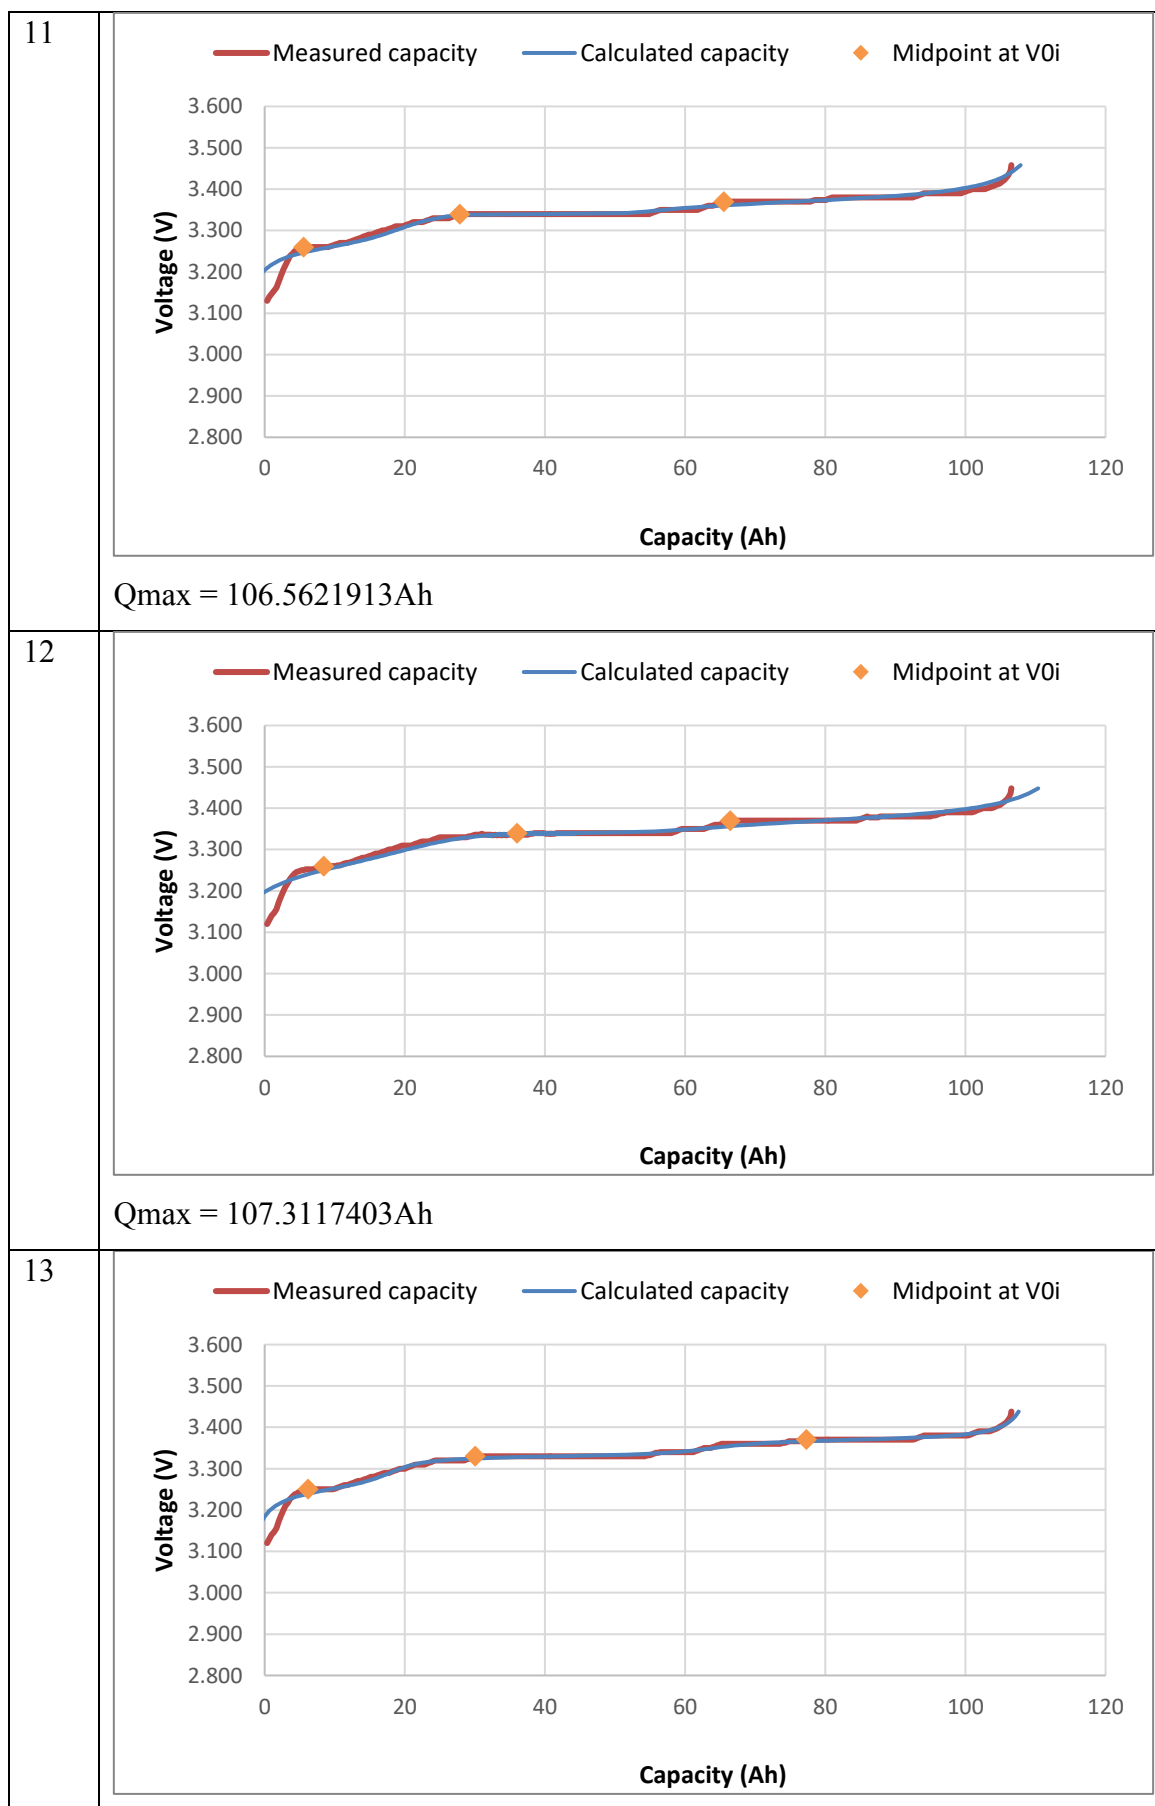 11
Measured capacity Calculated capacity Midpoint at V0i
3.600
3.500
3.400
3.300
3.200
3.100
3.000
2.900
2.800
Voltage (V)
0 20 40 60 80 100 120
Capacity (Ah)
Qmax = 106.5621913Ah
12
Measured capacity Calculated capacity Midpoint at V0i
3.600
3.500
3.400
3.300
3.200
3.100
3.000
2.900
2.800
Voltage (V)
0 20 40 60 80 100 120
Capacity (Ah)
Qmax = 107.3117403Ah
13
Measured capacity Calculated capacity Midpoint at V0i
3.600
3.500
3.400
3.300
3.200
3.100
3.000
2.900
2.800
Voltage (V)
0 20 40 60 80 100 120
Capacity (Ah)